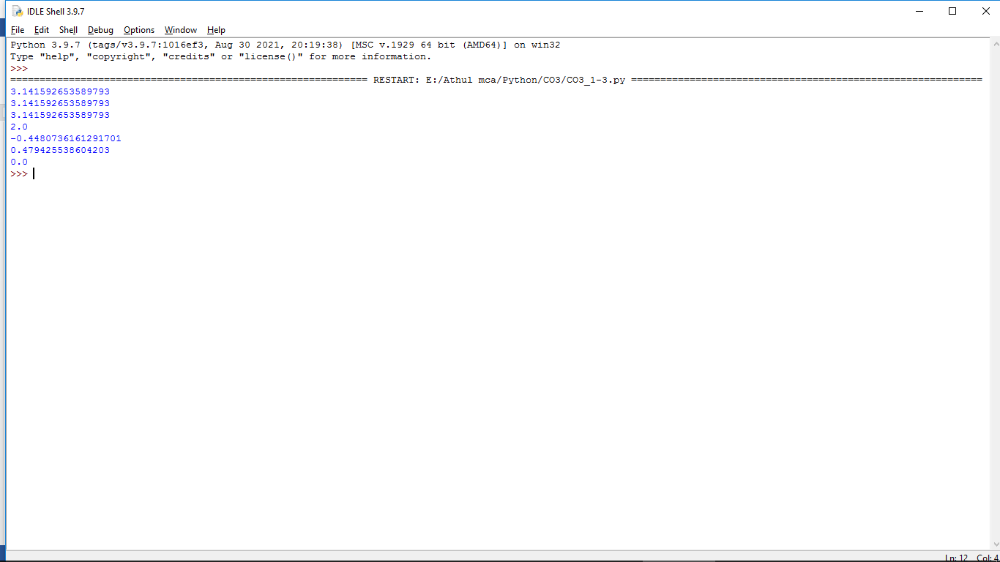 IDLE Shell 3.9.7
File Edit Shell Debug Options Window Help
Python 3.9.7 (tags/v3.9.7:1016ef3, Aug 30 2021, 20:19:38) [MSC v.1929 64 bit (AMD64)] on win32
Type "help", "copyright", "credits" or "license()" for more information.
>>>
============================================================= RESTART: E:/Athul mca/Python/CO3/CO3_1-3.py ============================================================
3.141592653589793
3.141592653589793
3.141592653589793
2.0
-0.4480736161291701
0.479425538604203
0.0
>>>
Ln: 12 Col: 4